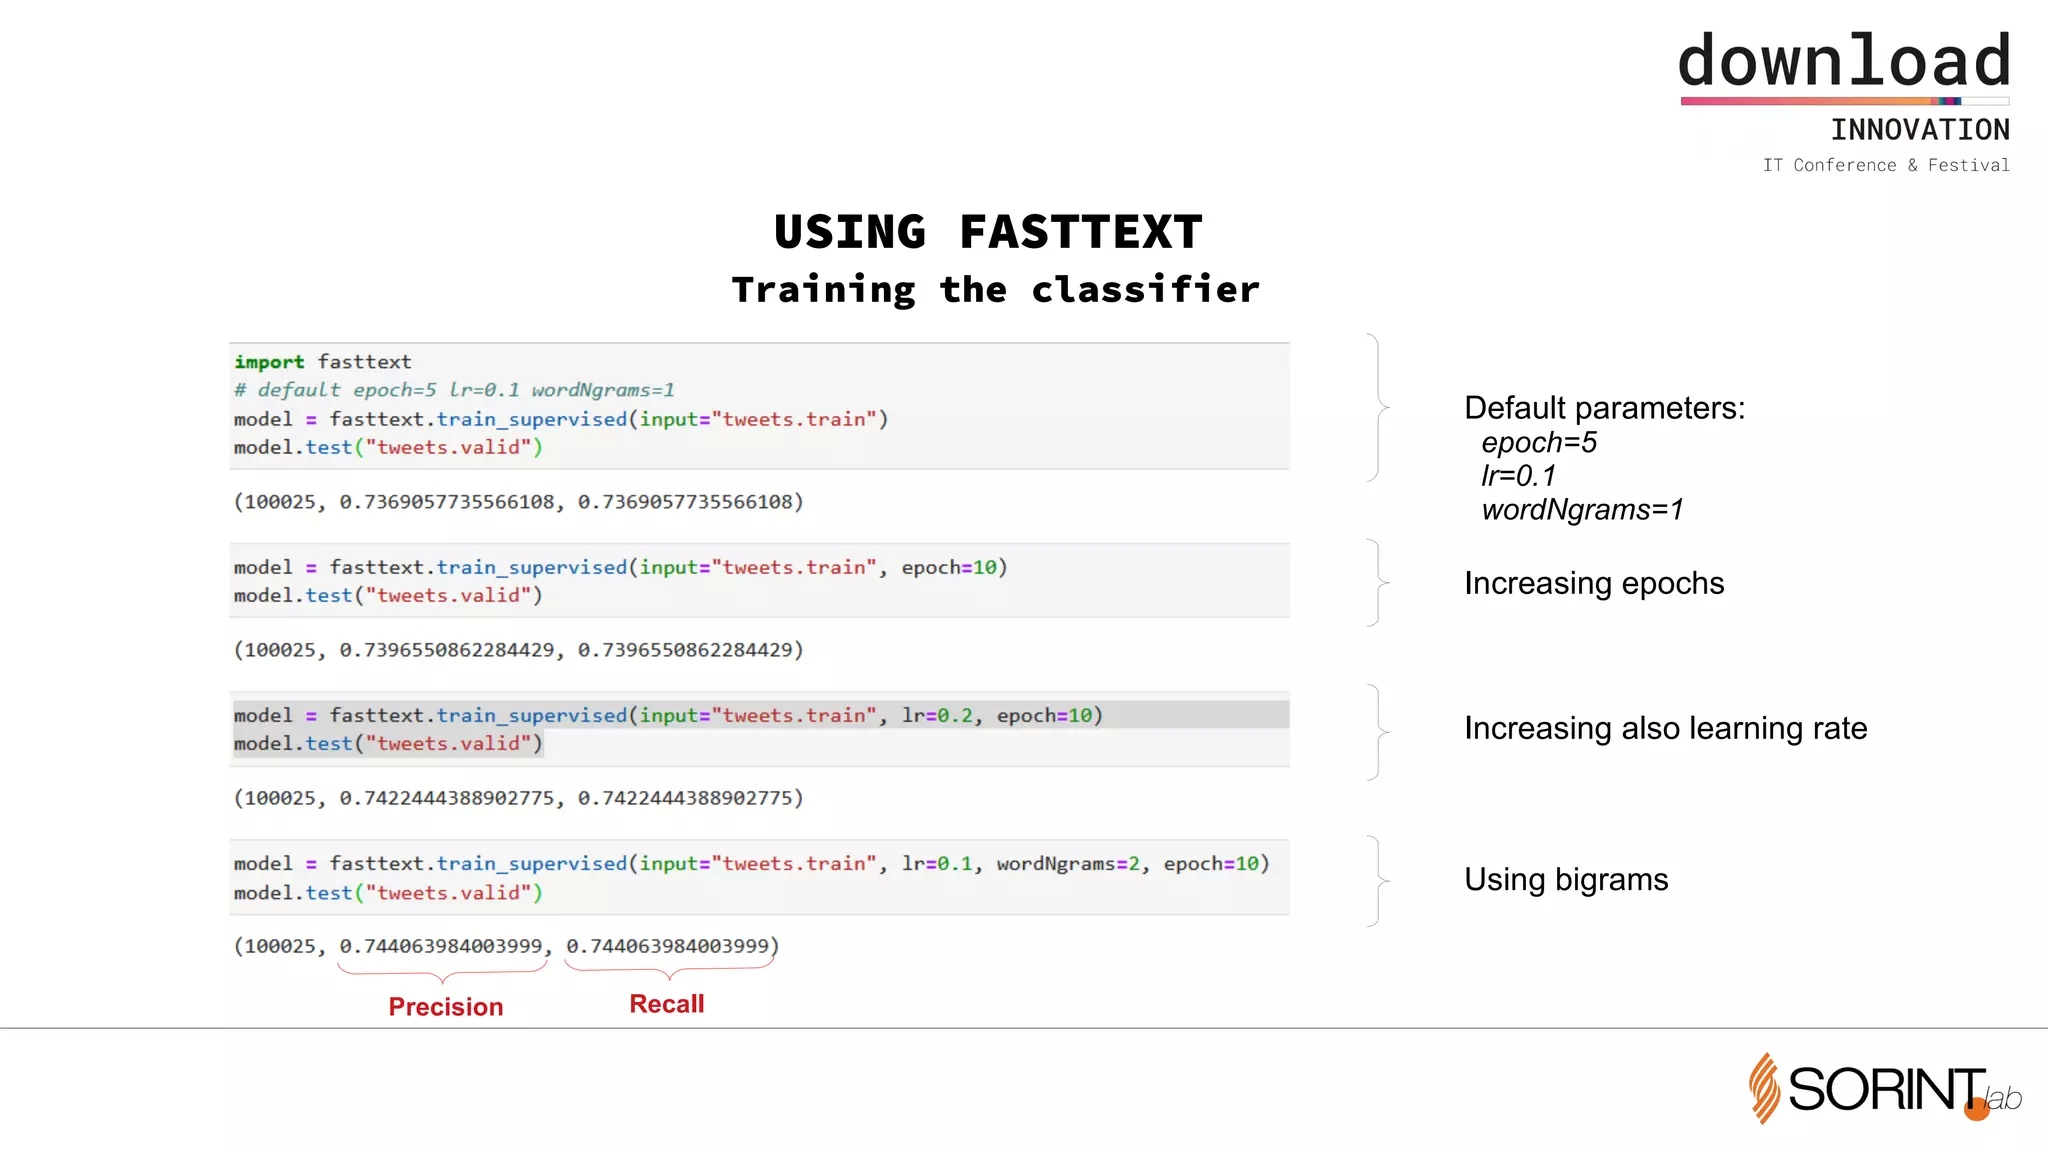 download
INNOVATION
IT Conference & Festival
USING FASTTEXT
Training the classifier
import fasttext
# default epoch=5 lr=0.1 wordNgrams=1
model = fasttext.train_supervised(input="tweets.train")
model.test("tweets.valid")
(100025, 0.7369057735566108, 0.7369057735566108)
Default parameters:
epoch=5
lr=0.1
wordNgrams=1
model = fasttext.train_supervised(input="tweets.train", epoch=10)
model.test("tweets.valid")
(100025, 0.7396550862284429, 0.7396550862284429)
Increasing epochs
model = fasttext.train_supervised(input="tweets.train", lr=0.2, epoch=10)
model.test("tweets.valid")
(100025, 0.7422444388902775, 0.7422444388902775)
Increasing also learning rate
model = fasttext.train_supervised(input="tweets.train", lr=0.1, wordNgrams=2, epoch=10)
model.test("tweets.valid")
(100025, 0.744063984003999, 0.744063984003999)
Using bigrams
Precision
Recall
SORINT lab